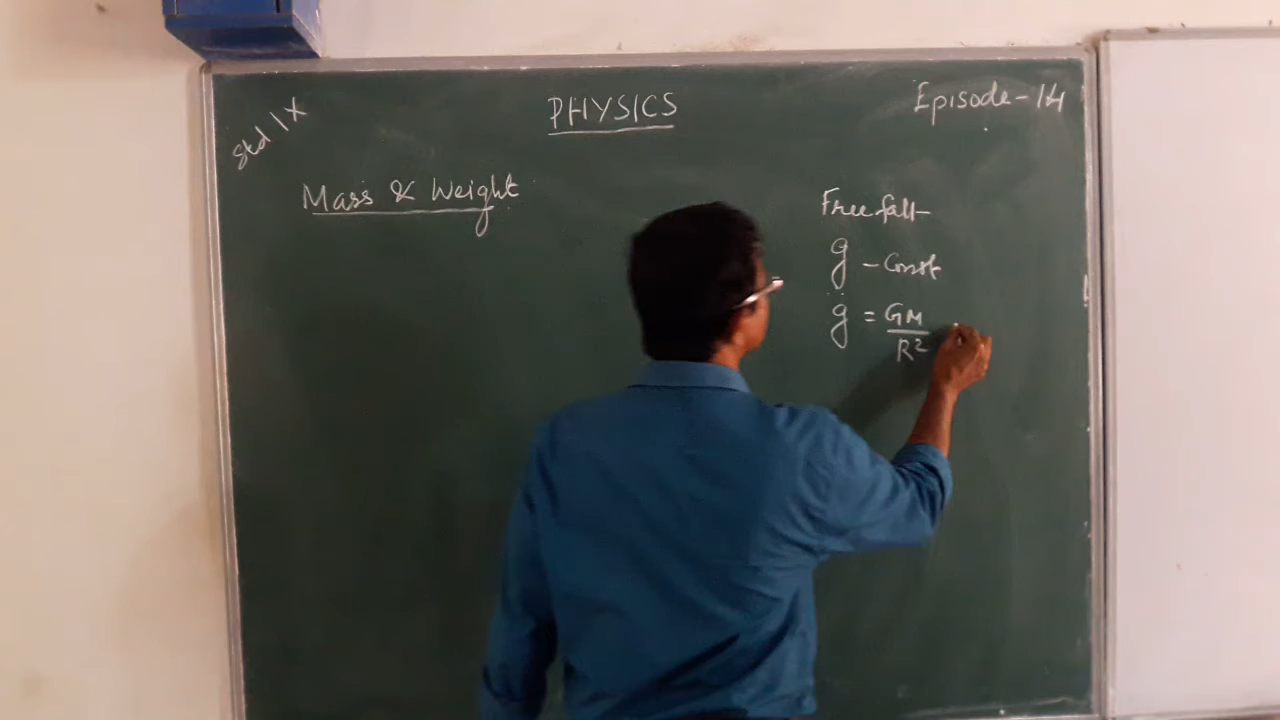 PHYSICS
Episode-14
Std IX
Mass & Weight
Free fall
g - Const
g = GM/R²